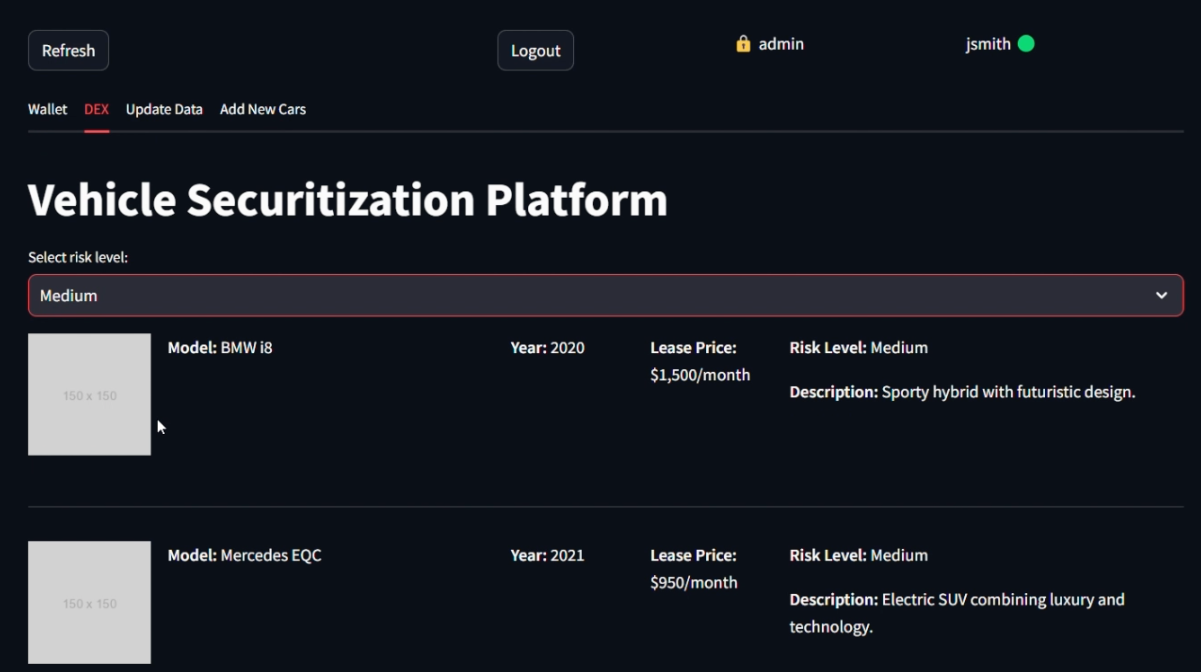 Refresh
Logout
admin
jsmith
Wallet DEX Update Data Add New Cars
Vehicle Securitization Platform
Select risk level:
Medium
150 x 150
Model: BMW i8
Year: 2020
Lease Price:
$1,500/month
Risk Level: Medium
Description: Sporty hybrid with futuristic design.
150 x 150
Model: Mercedes EQC
Year: 2021
Lease Price:
$950/month
Risk Level: Medium
Description: Electric SUV combining luxury and
technology.